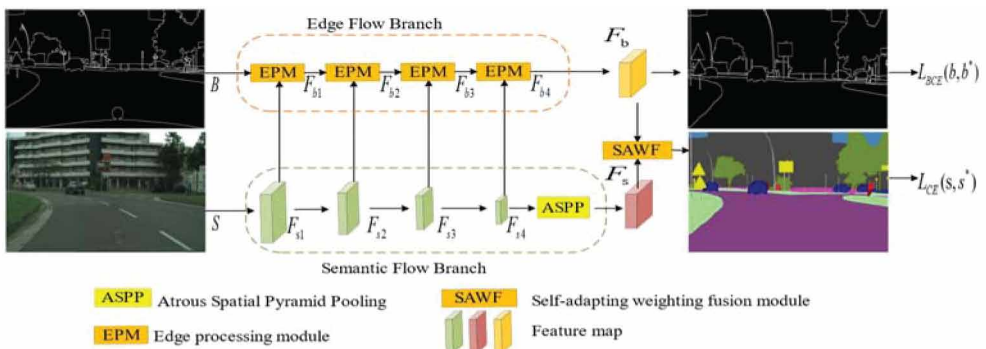 Edge Flow Branch
B
EPM
F_b1
EPM
F_b2
EPM
F_b3
EPM
F_b4
F_b
L_BCE(b,b*)
SAWF
F_s
S
F_s1
F_s2
F_s3
F_s4
ASPP
L_CE(s,s*)
Semantic Flow Branch
ASPP Atrous Spatial Pyramid Pooling
SAWF Self-adapting weighting fusion module
EPM Edge processing module
Feature map